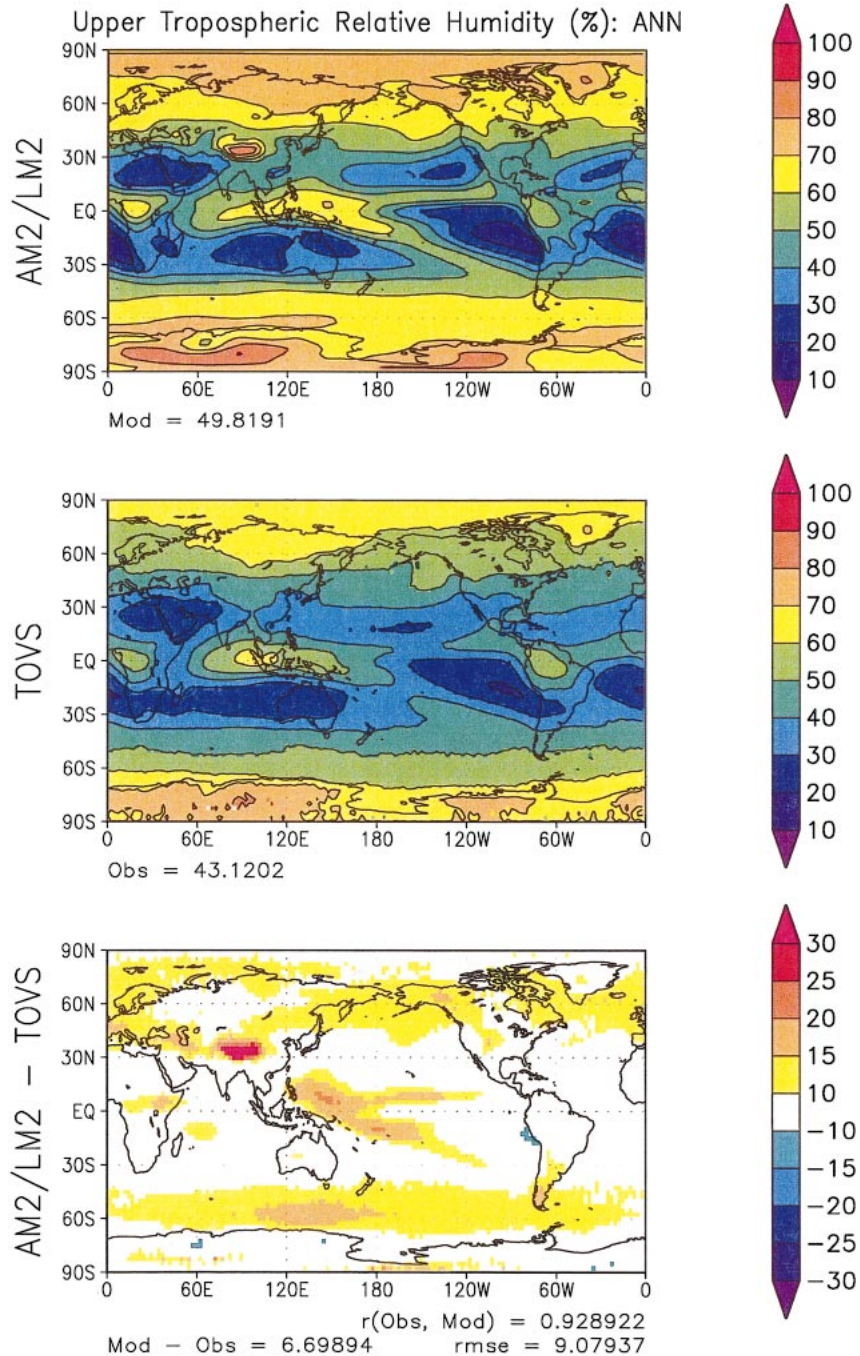 Upper Tropospheric Relative Humidity (%): ANN
AM2/LM2
90N
60N
30N
EQ
30S
60S
90S
0 60E 120E 180 120W 60W 0
Mod = 49.8191
100
90
80
70
60
50
40
30
20
10
TOVS
90N
60N
30N
EQ
30S
60S
90S
0 60E 120E 180 120W 60W 0
Obs = 43.1202
100
90
80
70
60
50
40
30
20
10
AM2/LM2 - TOVS
90N
60N
30N
EQ
30S
60S
90S
0 60E 120E 180 120W 60W 0
r(Obs, Mod) = 0.928922
Mod - Obs = 6.69894 rmse = 9.07937
30
25
20
15
10
-10
-15
-20
-25
-30